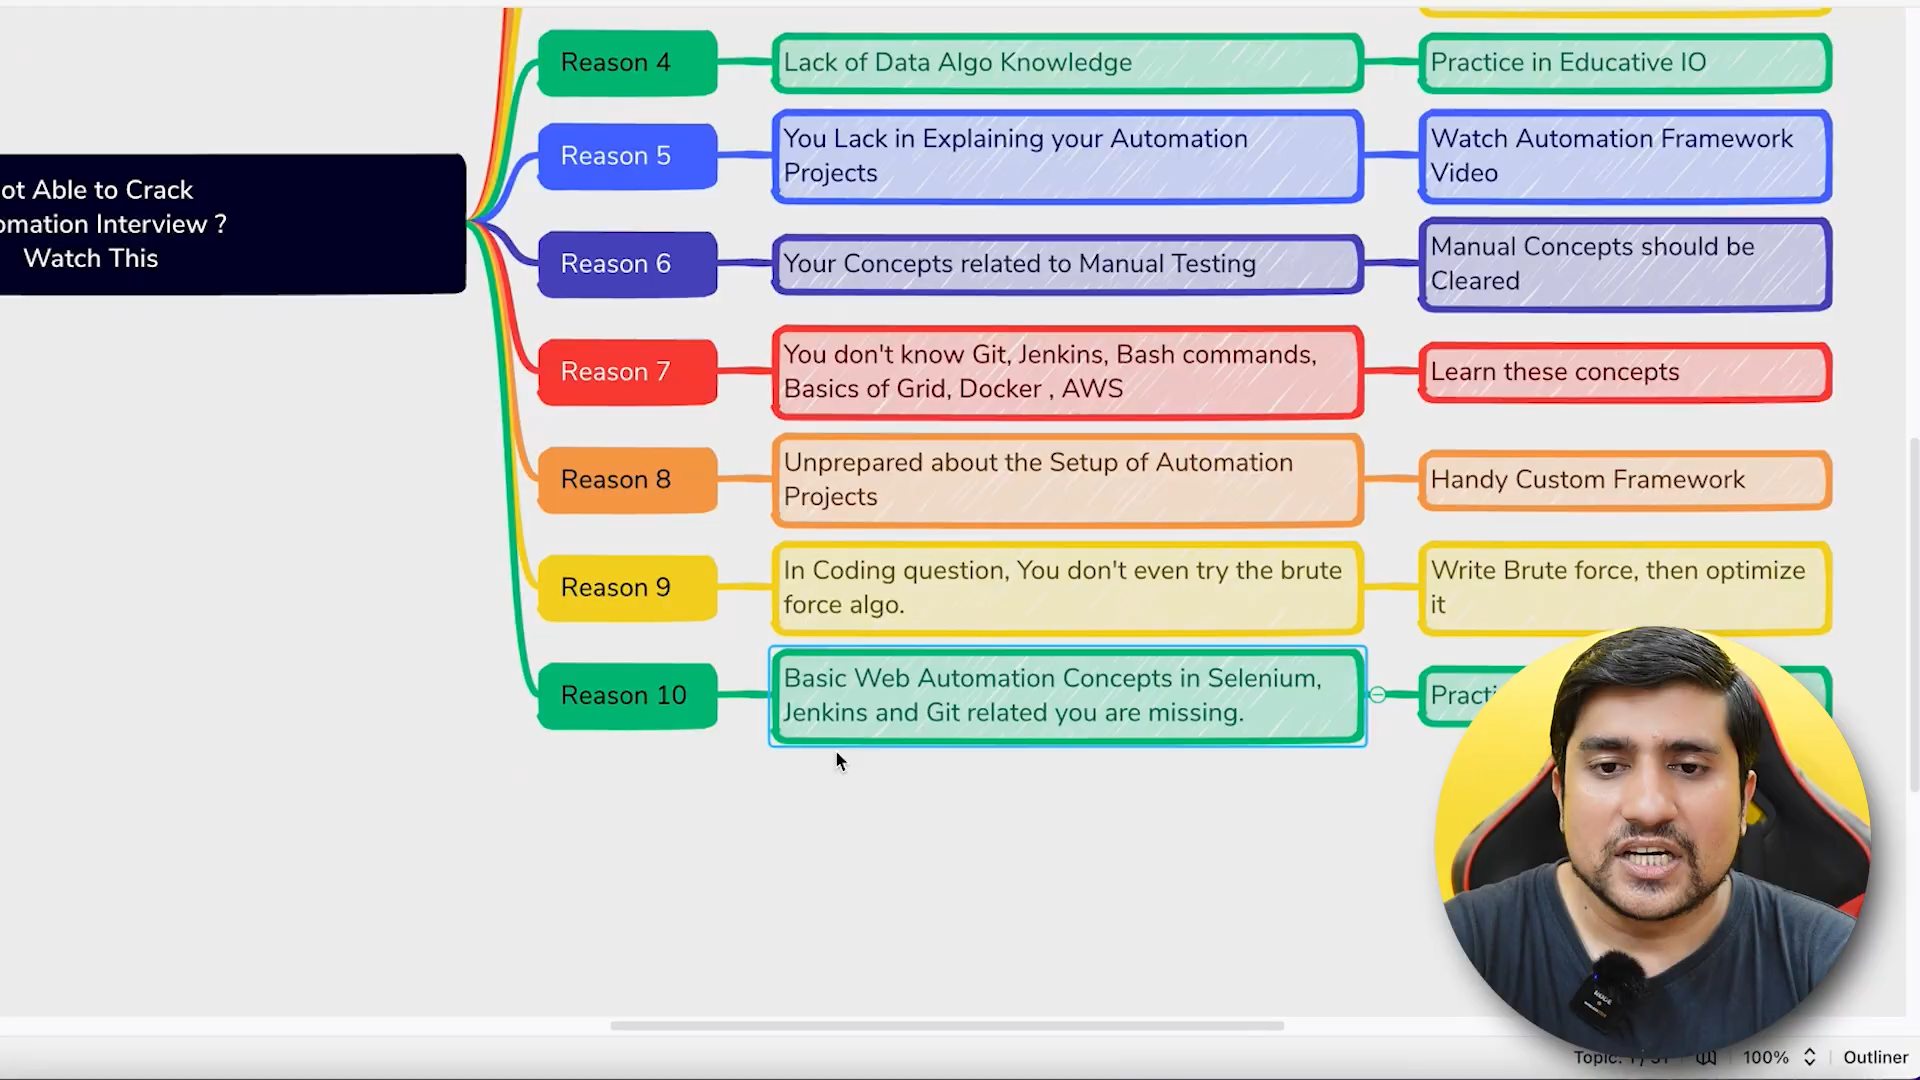 ot Able to Crack
omation Interview ?
Watch This
Reason 4
Lack of Data Algo Knowledge
Practice in Educative IO
Reason 5
You Lack in Explaining your Automation
Projects
Watch Automation Framework
Video
Reason 6
Your Concepts related to Manual Testing
Manual Concepts should be
Cleared
Reason 7
You don't know Git, Jenkins, Bash commands,
Basics of Grid, Docker , AWS
Learn these concepts
Reason 8
Unprepared about the Setup of Automation
Projects
Handy Custom Framework
Reason 9
In Coding question, You don't even try the brute
force algo.
Write Brute force, then optimize
it
Reason 10
Basic Web Automation Concepts in Selenium,
Jenkins and Git related you are missing.
Practi
Topic:
100%
Outliner